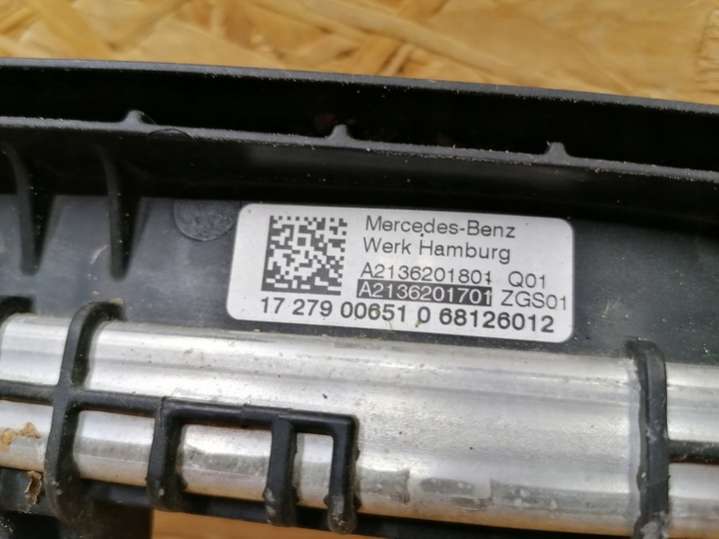 Mercedes-Benz
Werk Hamburg
A2136201801 Q01
A2136201701 ZGS01
17 279 00651 0 68126012